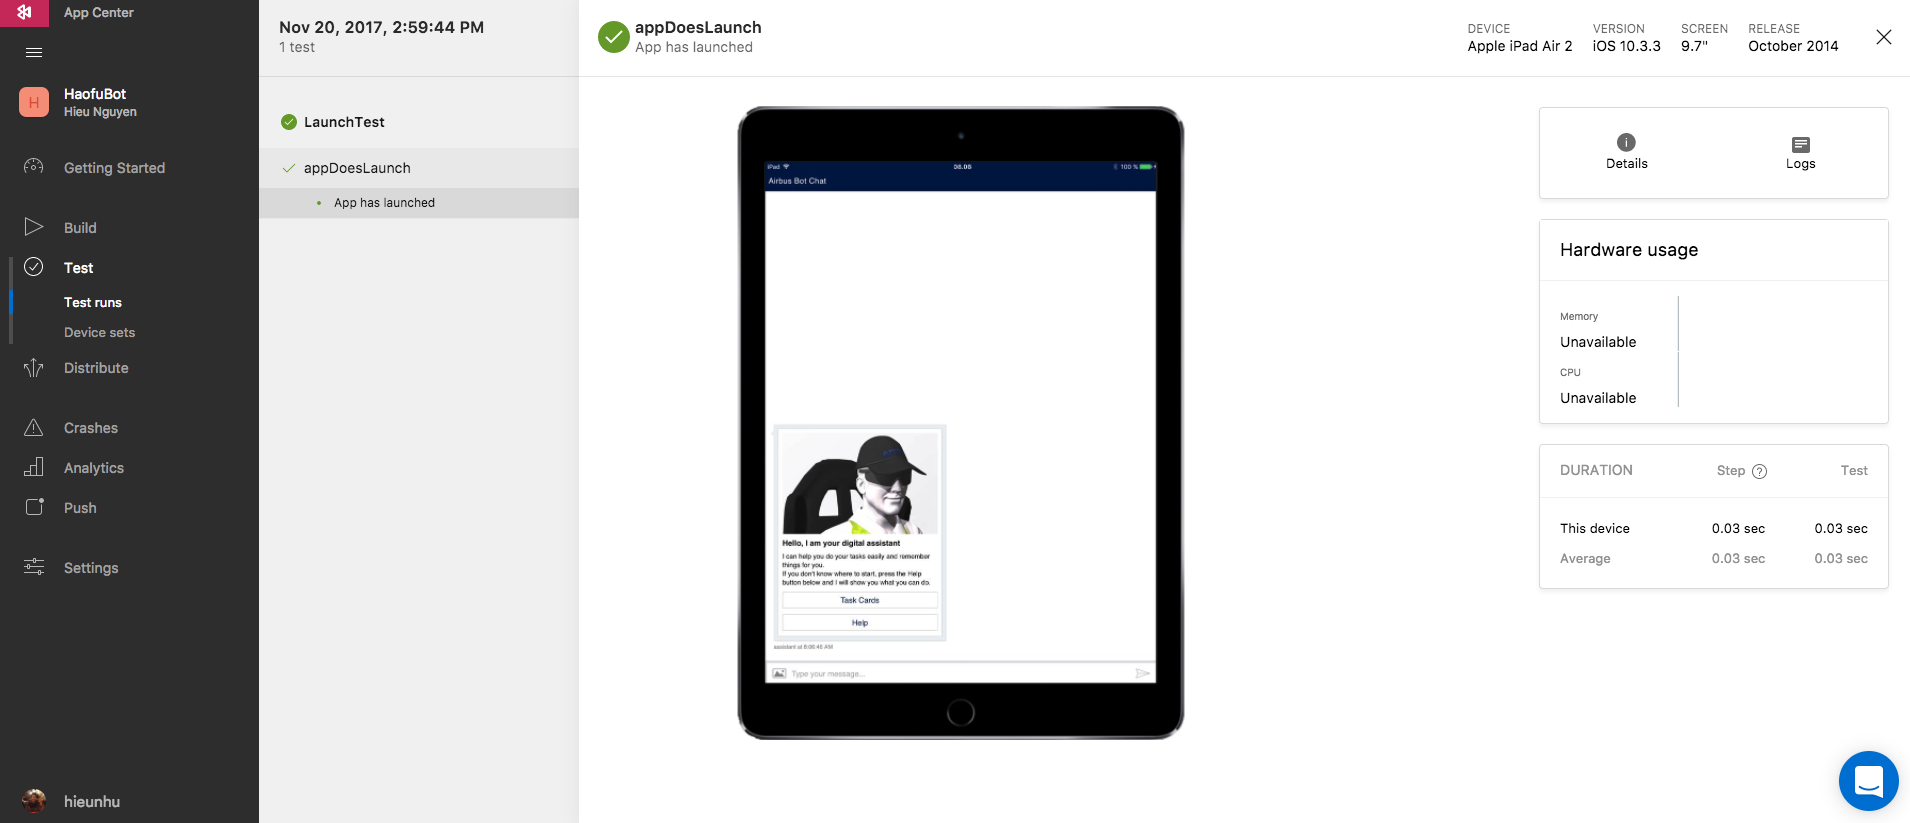 App Center
HaofuBot
Hieu Nguyen
H
Getting Started
Build
Test
Test runs
Device sets
Distribute
Crashes
Analytics
Push
Settings
hieunhu
Nov 20, 2017, 2:59:44 PM
1 test
LaunchTest
appDoesLaunch
App has launched
appDoesLaunch
App has launched
DEVICE
Apple iPad Air 2
VERSION
iOS 10.3.3
SCREEN
9.7"
RELEASE
October 2014
iPad 08.06 100 %
Airbus Bot Chat
Hello, I am your digital assistant
I can help you do your tasks easily and remember
things for you.
If you don't know where to start, press the Help
button below and I will show you what you can do.
Task Cards
Help
assistant at 8:06:46 AM
Type your message...
Details
Logs
Hardware usage
Memory
Unavailable
CPU
Unavailable
DURATION Step ? Test
This device 0.03 sec 0.03 sec
Average 0.03 sec 0.03 sec